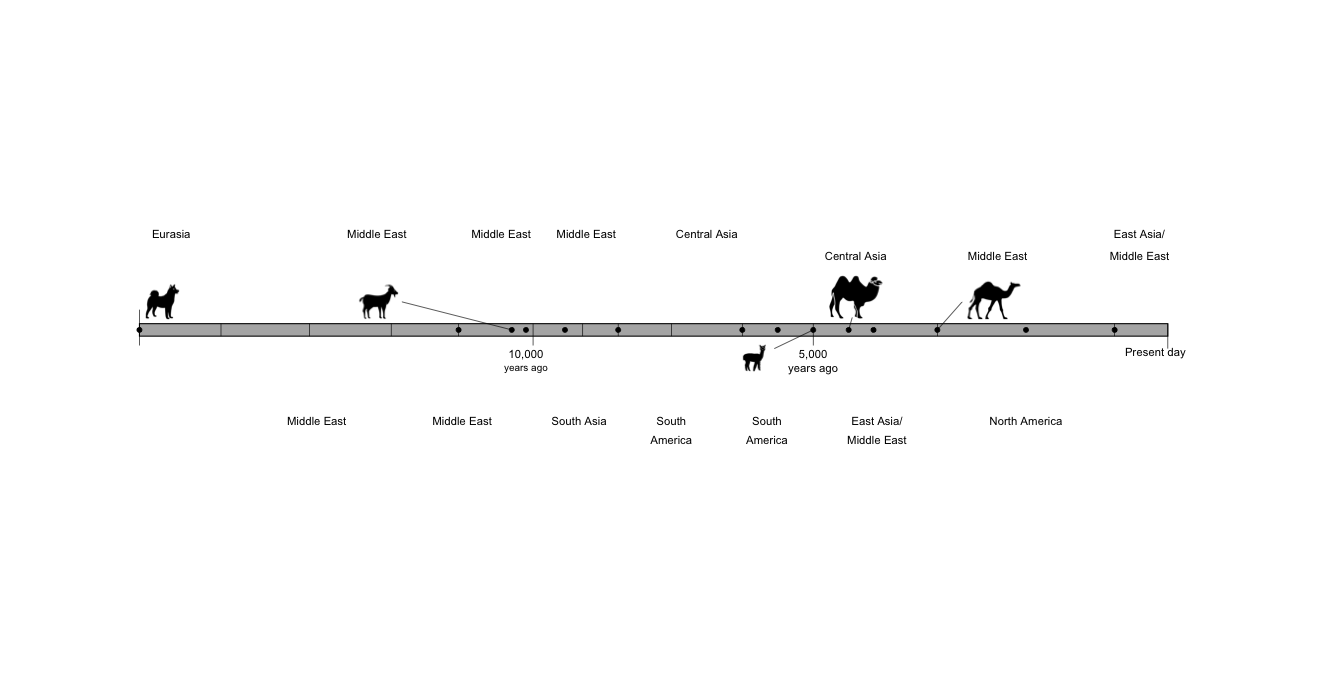 Eurasia
Middle East
Middle East
Middle East
Central Asia
East Asia/
Middle East
Central Asia
Middle East
10,000
years ago
5,000
years ago
Present day
Middle East
Middle East
South Asia
South
America
South
America
East Asia/
Middle East
North America